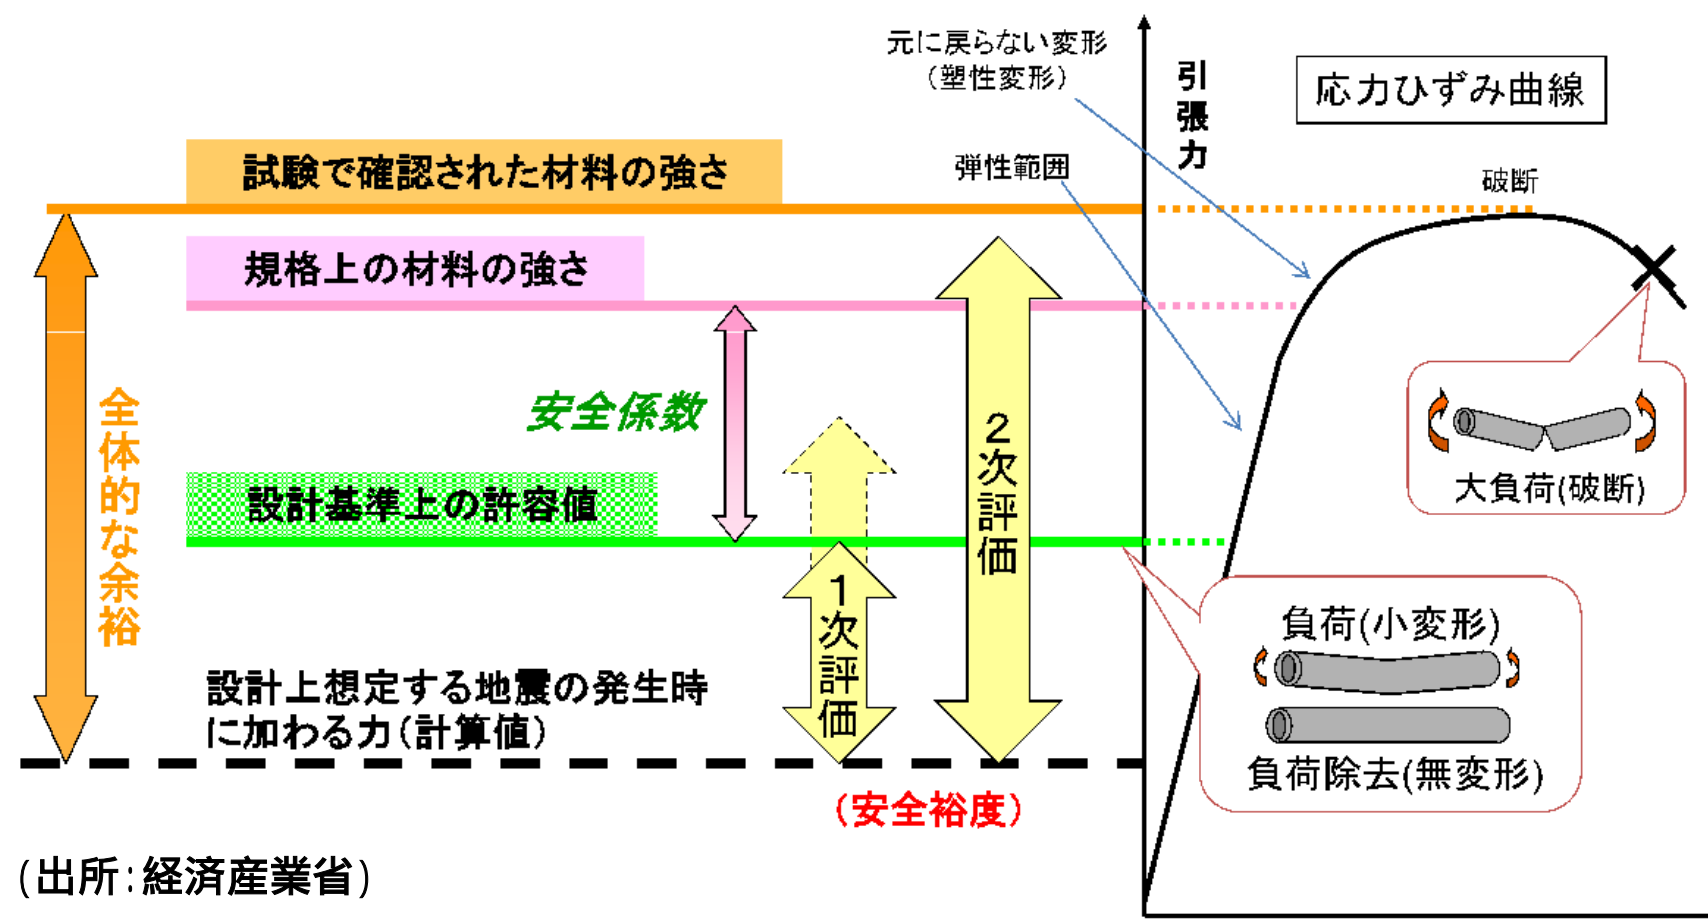 元に戻らない変形
（塑性変形）
引張力
応力ひずみ曲線
試験で確認された材料の強さ
弾性範囲
破断
規格上の材料の強さ
全体的な余裕
安全係数
2次評価
設計基準上の許容値
大負荷(破断)
1次評価
負荷(小変形)
設計上想定する地震の発生時
に加わる力（計算値）
負荷除去(無変形)
（安全裕度）
（出所：経済産業省）